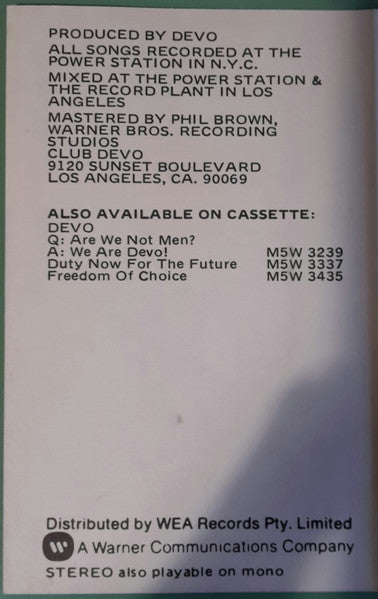 PRODUCED BY DEVO
ALL SONGS RECORDED AT THE
POWER STATION IN N.Y.C.
MIXED AT THE POWER STATION &
THE RECORD PLANT IN LOS
ANGELES
MASTERED BY PHIL BROWN,
WARNER BROS. RECORDING
STUDIOS
CLUB DEVO
9120 SUNSET BOULEVARD
LOS ANGELES, CA. 90069
ALSO AVAILABLE ON CASSETTE:
DEVO
Q: Are We Not Men?
A: We Are Devo! M5W 3239
Duty Now For The Future M5W 3337
Freedom Of Choice M5W 3435
Distributed by WEA Records Pty. Limited
A Warner Communications Company
STEREO also playable on mono